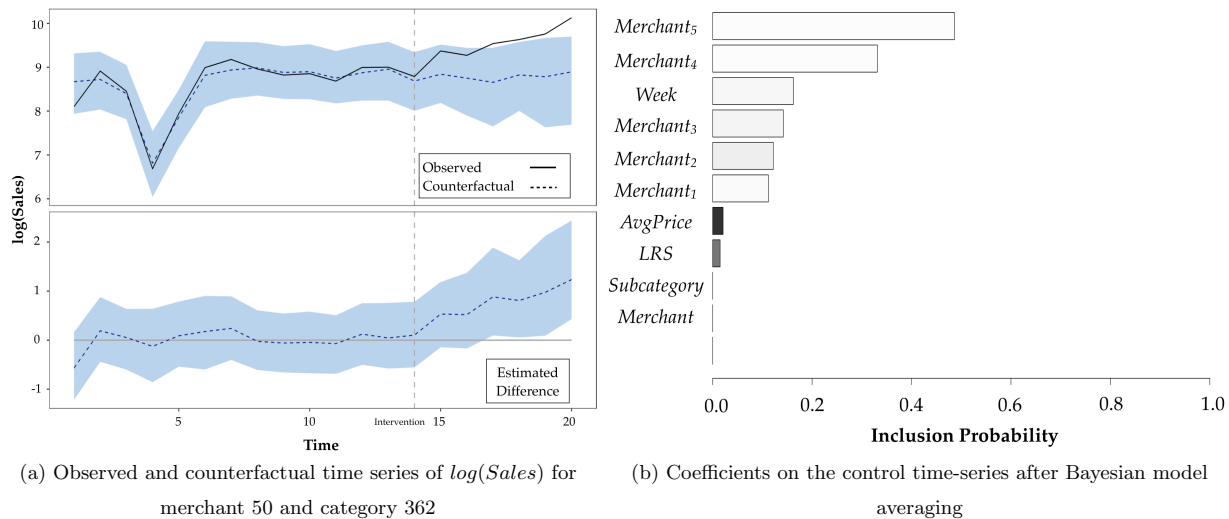 10
9
8
7
6
Observed
Counterfactual
log(Sales)
2
1
0
-1
Estimated
Difference
5
10
Intervention
15
20
Time
(a) Observed and counterfactual time series of log(Sales) for
merchant 50 and category 362
Merchant5
Merchant4
Week
Merchant3
Merchant2
Merchant1
AvgPrice
LRS
Subcategory
Merchant
0.0
0.2
0.4
0.6
0.8
1.0
Inclusion Probability
(b) Coefficients on the control time-series after Bayesian model
averaging